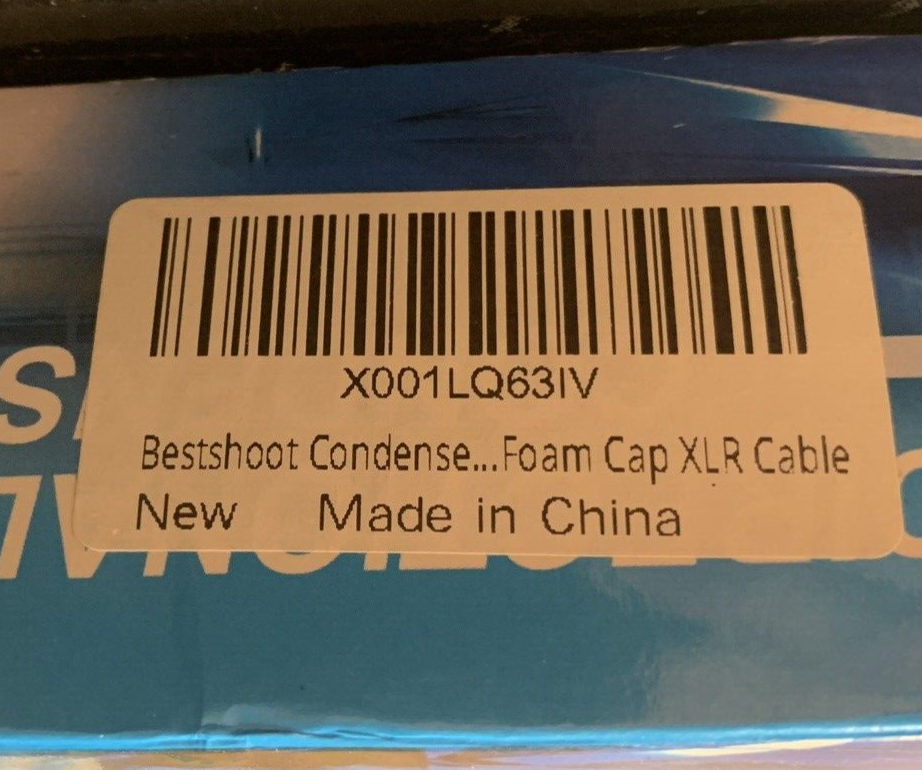 X001LQ63IV
Bestshoot Condense...Foam Cap XLR Cable
New Made in China